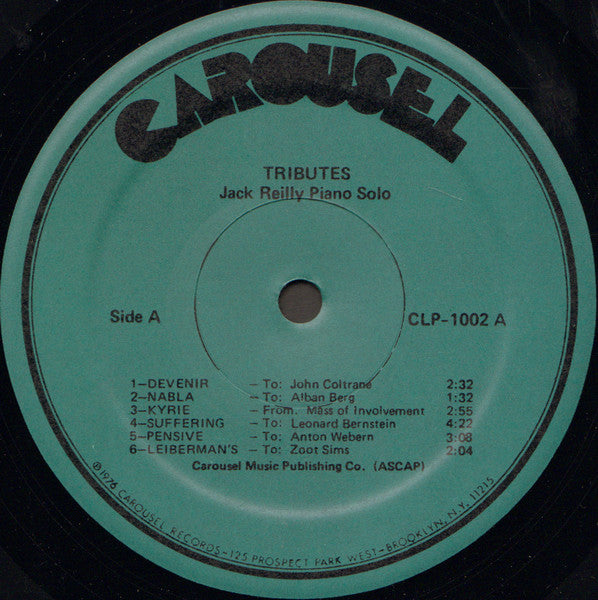 CAROUSEL
TRIBUTES
Jack Reilly Piano Solo
Side A
CLP-1002 A
1—DEVENIR — To: John Coltrane 2:32
2—NABLA — To: Alban Berg 1:32
3—KYRIE — From. Mass of Involvement 2:55
4—SUFFERING — To: Leonard Bernstein 4:22
5—PENSIVE — To: Anton Webern 3:08
6—LEIBERMAN'S — To: Zoot Sims 2:04
Carousel Music Publishing Co. (ASCAP)
℗1976 CAROUSEL RECORDS—125 PROSPECT PARK WEST—BROOKLYN, N.Y. 11215